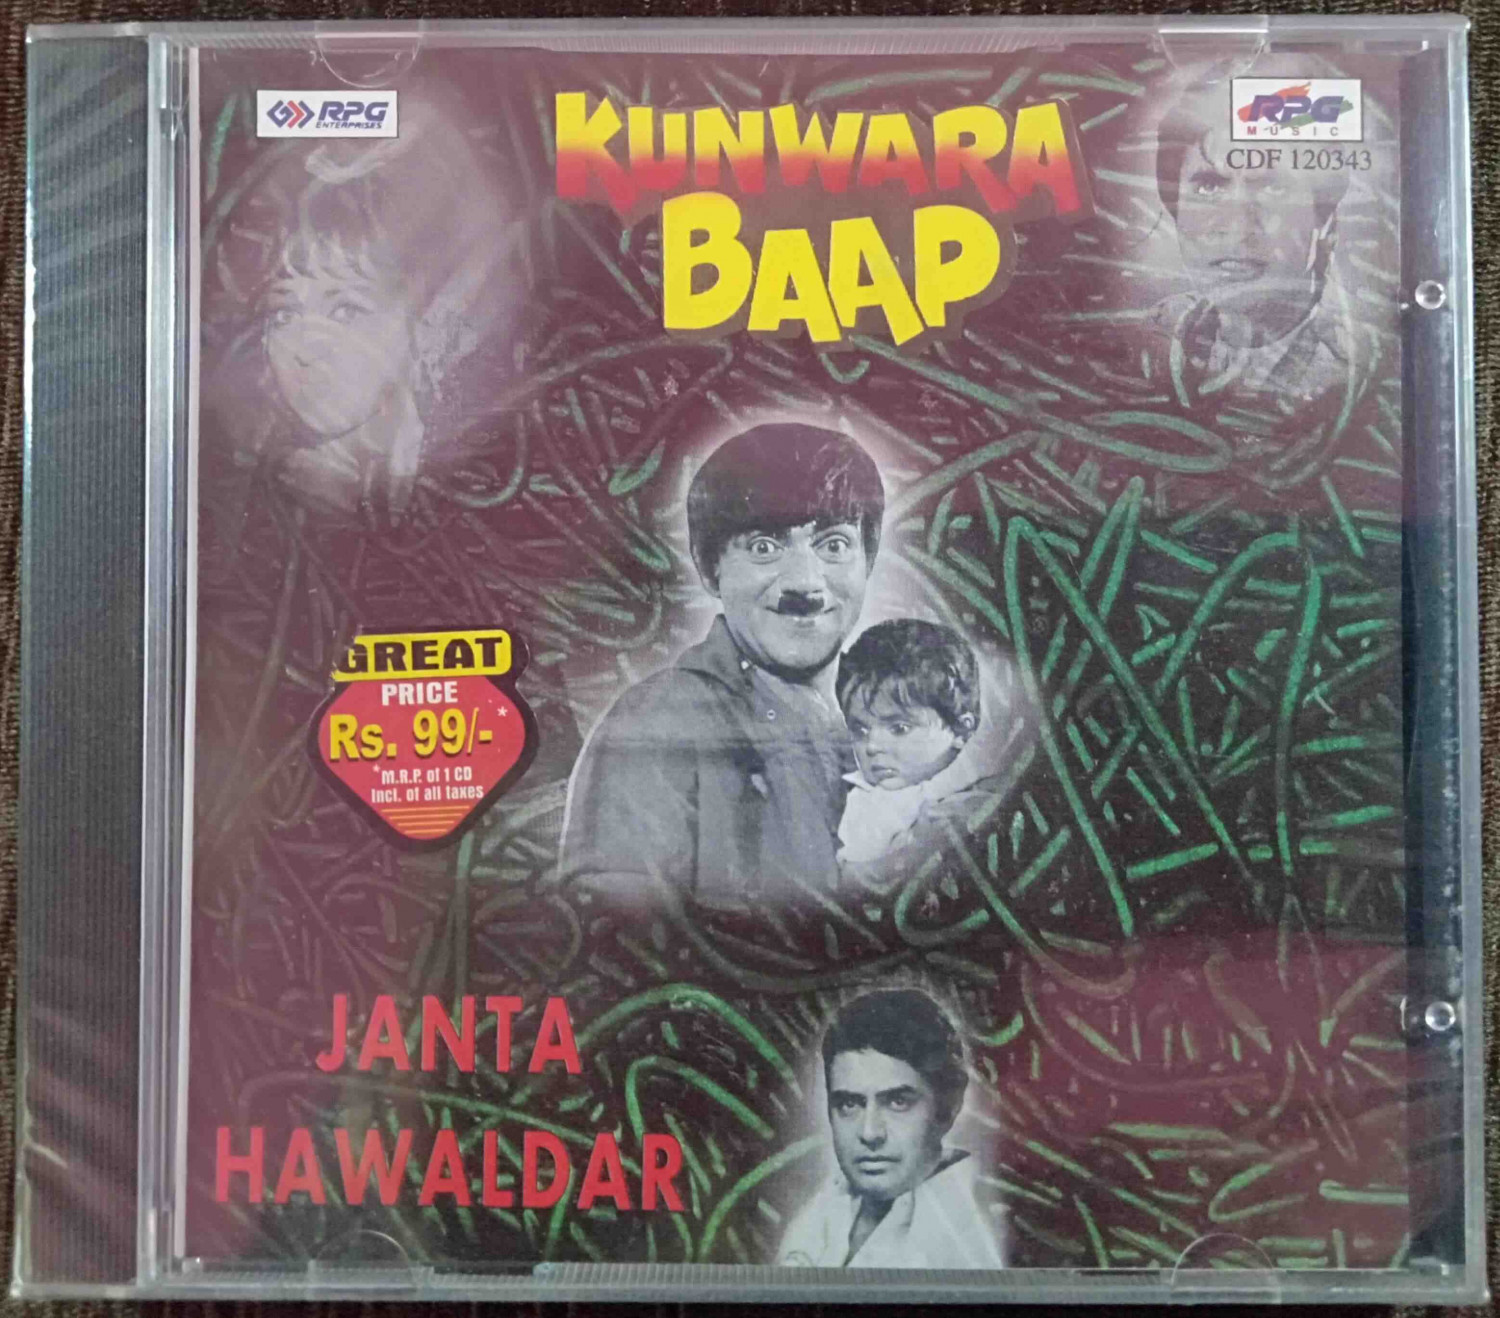 RPG
ENTERPRISES
KUNWARA
BAAP
RPG
MUSIC
CDF 120343
GREAT
PRICE
Rs. 99/-*
*M.R.P. of 1 CD
Incl. of all taxes
JANTA
HAWALDAR